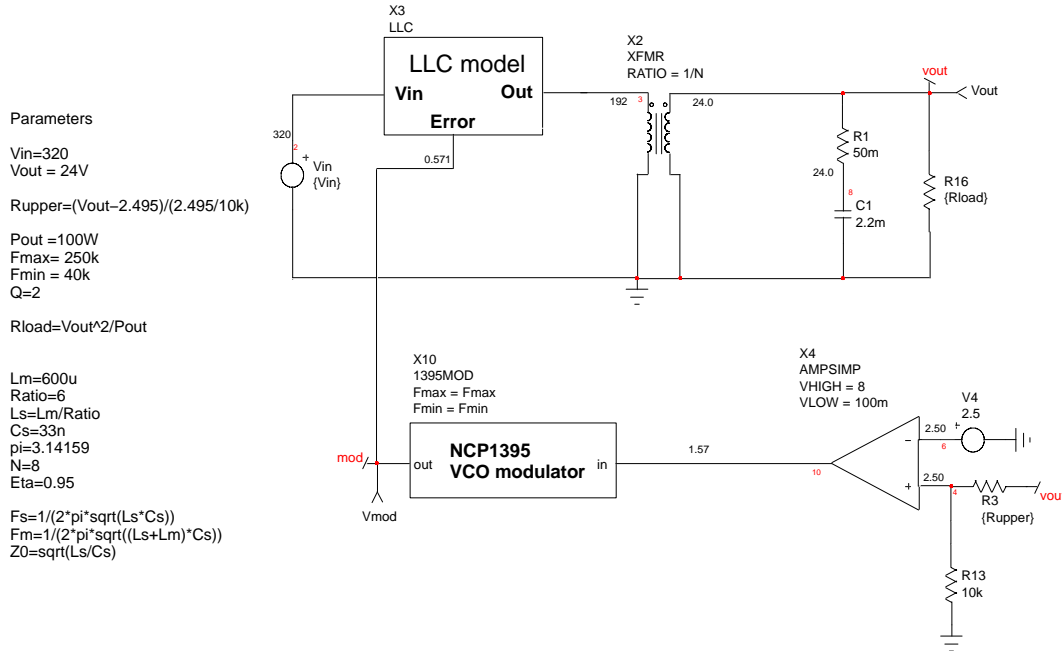 Parameters
Vin=320
Vout = 24V
Rupper=(Vout−2.495)/(2.495/10k)
Pout =100W
Fmax= 250k
Fmin = 40k
Q=2
Rload=Vout^2/Pout
Lm=600u
Ratio=6
Ls=Lm/Ratio
Cs=33n
pi=3.14159
N=8
Eta=0.95
Fs=1/(2*pi*sqrt(Ls*Cs))
Fm=1/(2*pi*sqrt((Ls+Lm)*Cs))
Z0=sqrt(Ls/Cs)
X3
LLC
LLC model
Vin
Out
Error
320
2
+
Vin
{Vin}
0.571
192
3
X2
XFMR
RATIO = 1/N
24.0
vout
Vout
R1
50m
24.0
8
C1
2.2m
R16
{Rload}
X10
1395MOD
Fmax = Fmax
Fmin = Fmin
mod
out
NCP1395
VCO modulator
in
Vmod
1.57
10
X4
AMPSIMP
VHIGH = 8
VLOW = 100m
−
+
2.50
6
+
V4
2.5
2.50
4
R3
{Rupper}
vou
R13
10k